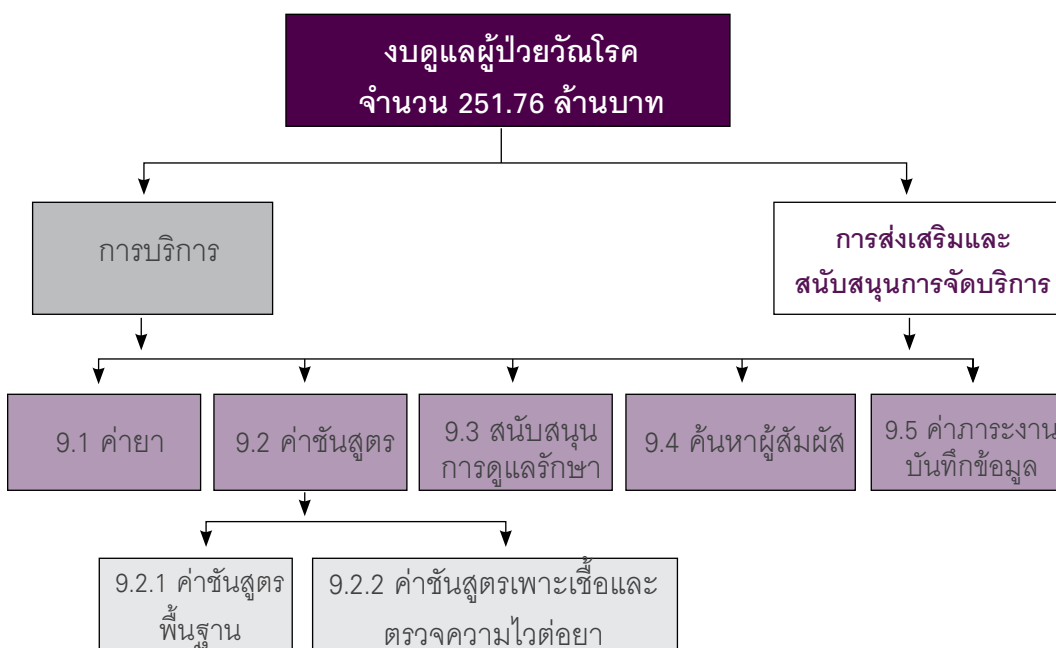 งบดูแลผู้ป่วยวัณโรค
จำนวน 251.76 ล้านบาท
การบริการ
การส่งเสริมและ
สนับสนุนการจัดบริการ
9.1 ค่ายา
9.2 ค่าชันสูตร
9.3 สนับสนุน
การดูแลรักษา
9.4 ค้นหาผู้สัมผัส
9.5 ค่าภาระงาน
บันทึกข้อมูล
9.2.1 ค่าชันสูตร
พื้นฐาน
9.2.2 ค่าชันสูตรเพาะเชื้อและ
ตรวจความไวต่อยา